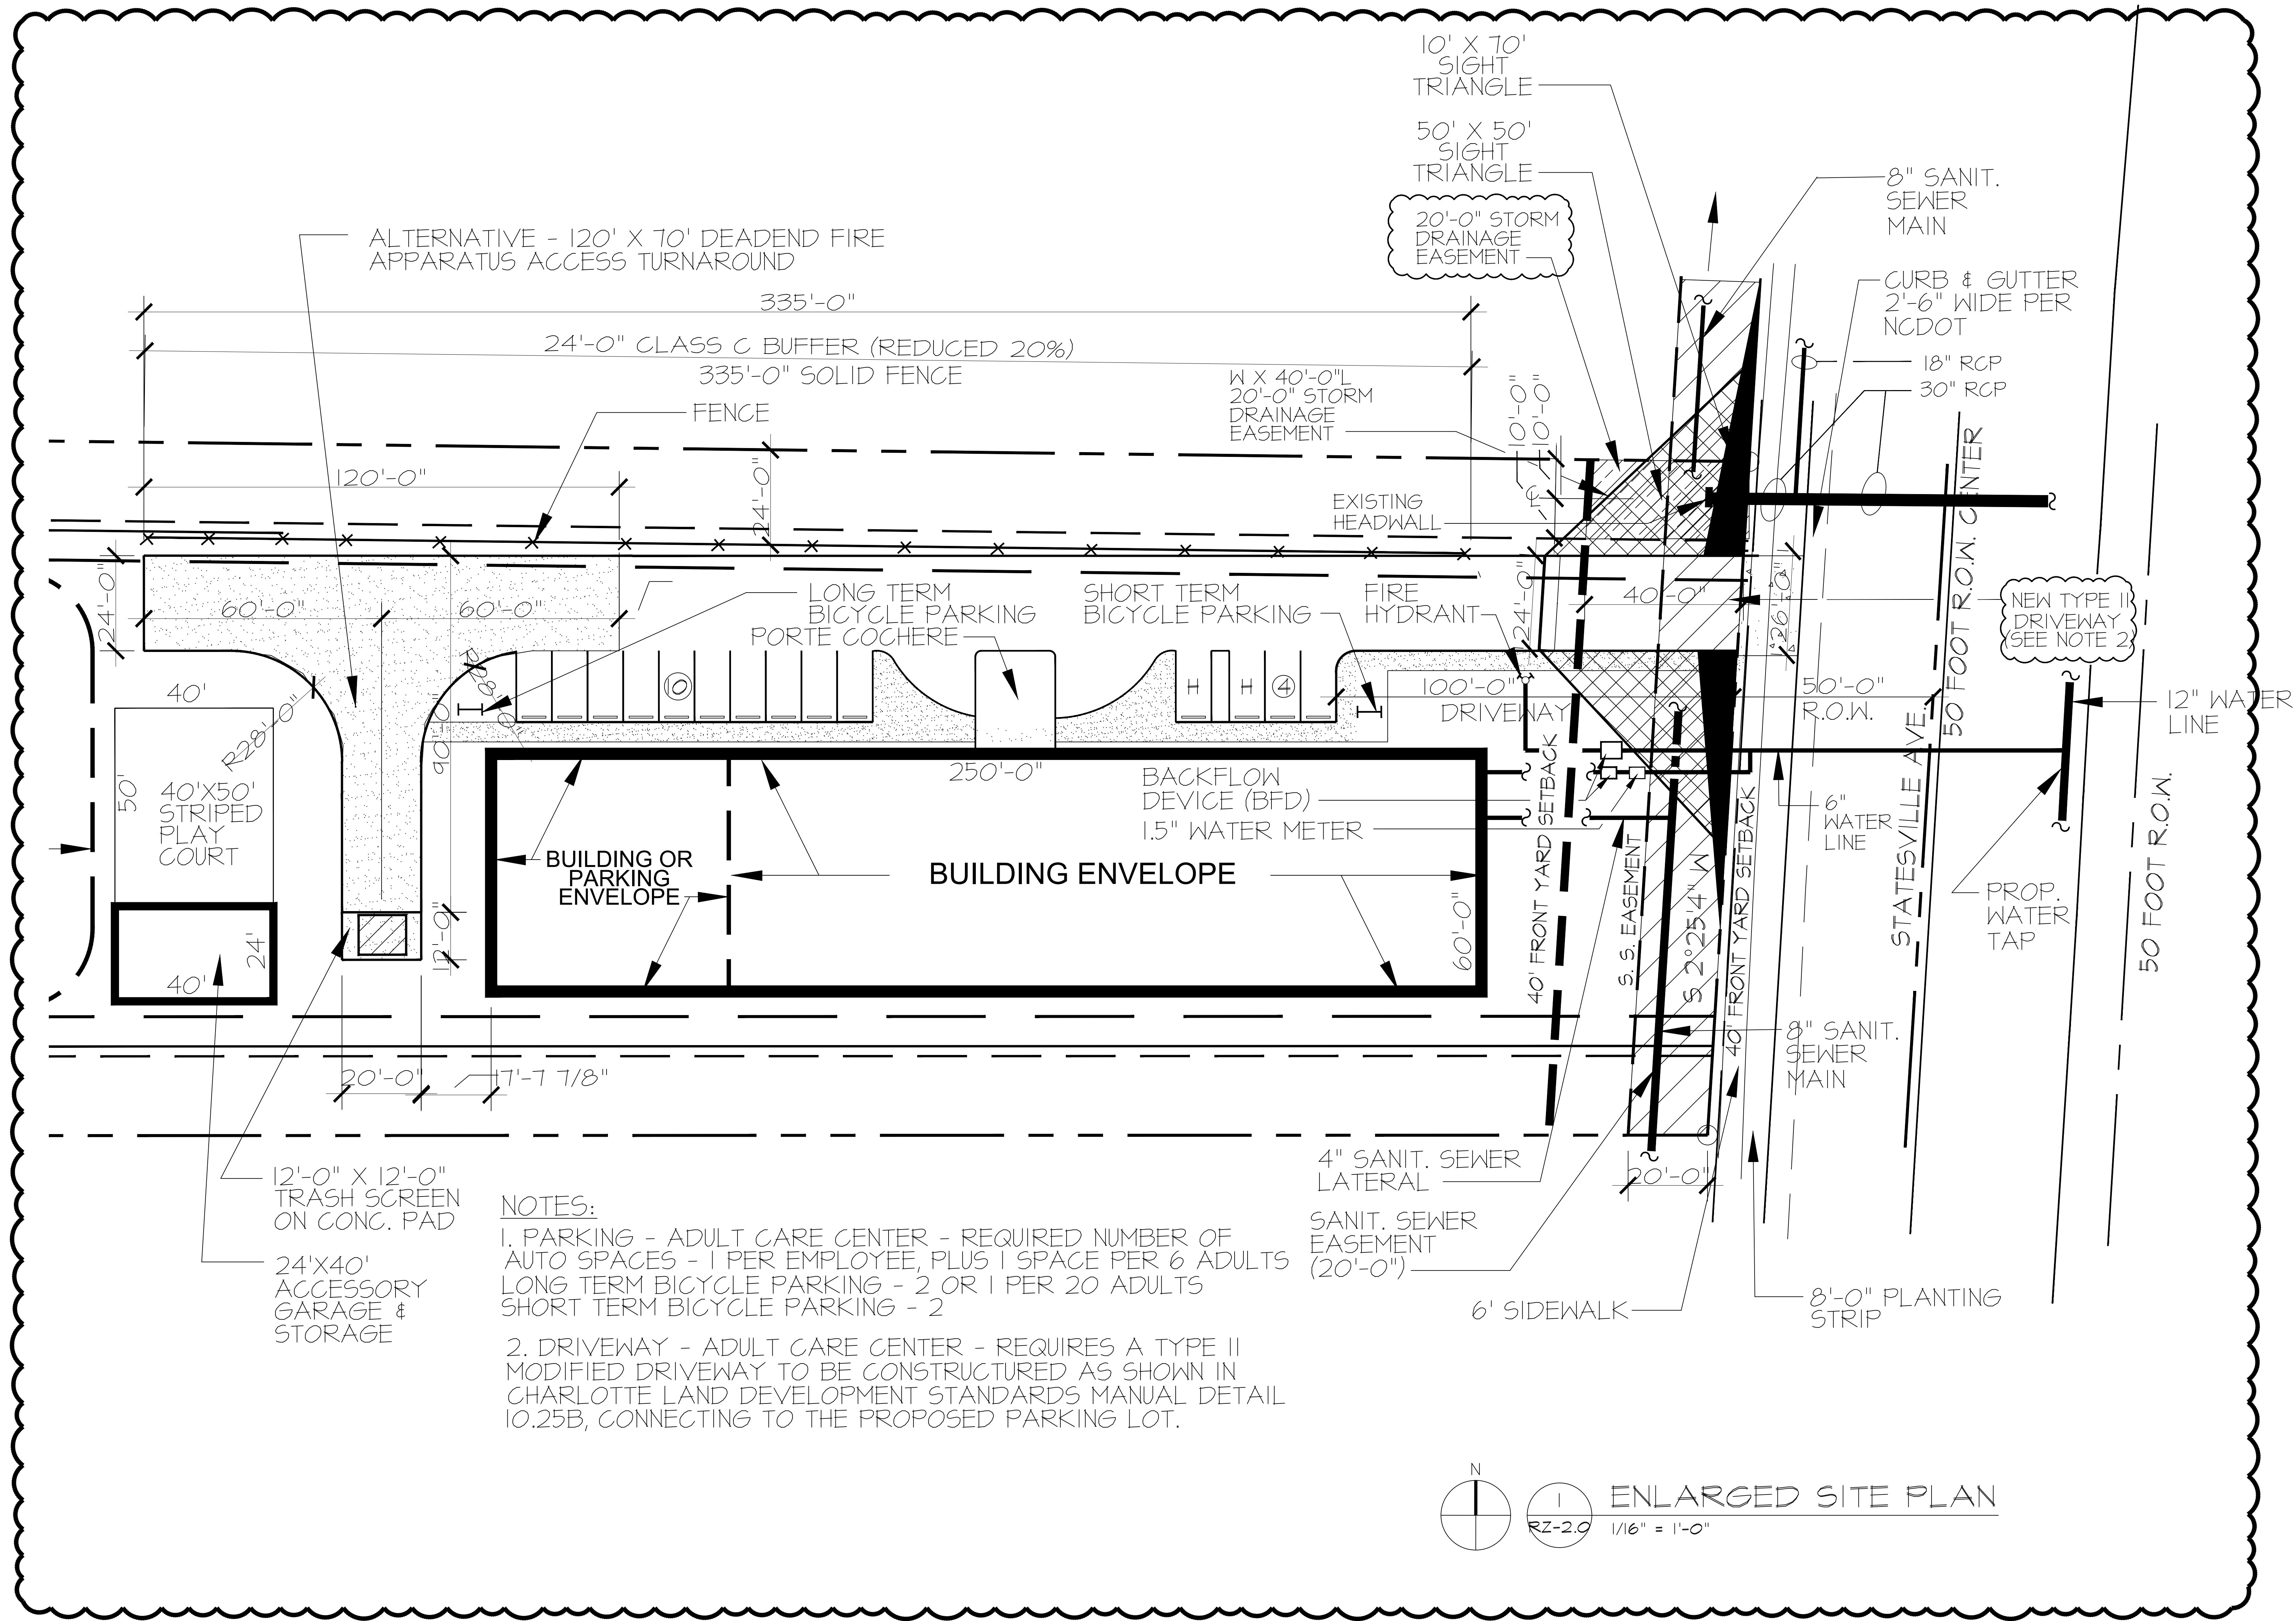 10' X 70'
SIGHT
TRIANGLE
50' X 50'
SIGHT
TRIANGLE
20'-0" STORM
DRAINAGE
EASEMENT
8" SANIT.
SEWER
MAIN
CURB & GUTTER
2'-6" WIDE PER
NCDOT
18" RCP
30" RCP
ALTERNATIVE - 120' X 70' DEADEND FIRE
APPARATUS ACCESS TURNAROUND
335'-0"
24'-0" CLASS C BUFFER (REDUCED 20%)
335'-0" SOLID FENCE
FENCE
W X 40'-0"L
20'-0" STORM
DRAINAGE
EASEMENT
10'-0"
10'-0"
120'-0"
24'-0"
EXISTING
HEADWALL
24'-0"
60'-0"
60'-0"
LONG TERM
BICYCLE PARKING
PORTE COCHERE
SHORT TERM
BICYCLE PARKING
FIRE
HYDRANT
24'-0"
40'-0"
26'-0"
NEW TYPE II
DRIVEWAY
(SEE NOTE 2)
50 FOOT R.O.W. CENTER
STATESVILLE AVE.
50 FOOT R.O.W.
40'
50'
40'X50'
STRIPED
PLAY
COURT
R28'-0"
R28'-0"
90'-0"
10
H
H
4
100'-0"
DRIVEWAY
50'-0"
R.O.W.
12" WATER
LINE
250'-0"
BACKFLOW
DEVICE (BFD)
1.5" WATER METER
6"
WATER
LINE
BUILDING OR
PARKING
ENVELOPE
BUILDING ENVELOPE
60'-0"
40' FRONT YARD SETBACK
S. S. EASEMENT
S 2°25'4" W
40' FRONT YARD SETBACK
PROP.
WATER
TAP
24'
40'
12'-0"
20'-0"
17'-7 7/8"
8" SANIT.
SEWER
MAIN
12'-0" X 12'-0"
TRASH SCREEN
ON CONC. PAD
24'X40'
ACCESSORY
GARAGE &
STORAGE
4" SANIT. SEWER
LATERAL
20'-0"
SANIT. SEWER
EASEMENT
(20'-0")
6' SIDEWALK
8'-0" PLANTING
STRIP
NOTES:
1. PARKING - ADULT CARE CENTER - REQUIRED NUMBER OF
AUTO SPACES - 1 PER EMPLOYEE, PLUS 1 SPACE PER 6 ADULTS
LONG TERM BICYCLE PARKING - 2 OR 1 PER 20 ADULTS
SHORT TERM BICYCLE PARKING - 2
2. DRIVEWAY - ADULT CARE CENTER - REQUIRES A TYPE II
MODIFIED DRIVEWAY TO BE CONSTRUCTURED AS SHOWN IN
CHARLOTTE LAND DEVELOPMENT STANDARDS MANUAL DETAIL
10.25B, CONNECTING TO THE PROPOSED PARKING LOT.
N
1
RZ-2.0
ENLARGED SITE PLAN
1/16" = 1'-0"